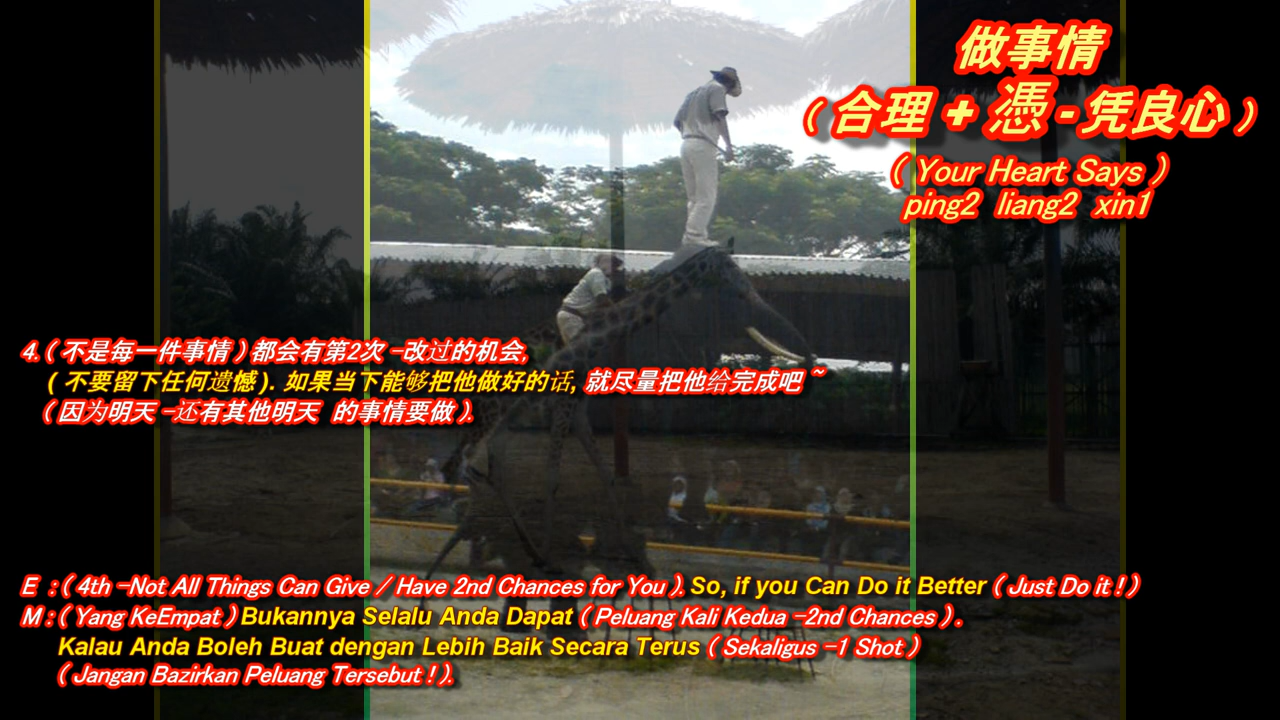 做事情
( 合理 + 憑 - 凭良心 )
( Your Heart Says )
ping2 liang2 xin1
4. ( 不是每一件事情 ) 都会有第2次 -改过的机会,
( 不要留下任何遗憾 ). 如果当下能够把他做好的话, 就尽量把他给完成吧 ~
( 因为明天 -还有其他明天 的事情要做 ).
E : ( 4th -Not All Things Can Give / Have 2nd Chances for You ). So, if you Can Do it Better ( Just Do it ! )
M : ( Yang KeEmpat ) Bukannya Selalu Anda Dapat ( Peluang Kali Kedua -2nd Chances ) .
Kalau Anda Boleh Buat dengan Lebih Baik Secara Terus ( Sekaligus -1 Shot )
( Jangan Bazirkan Peluang Tersebut ! ).